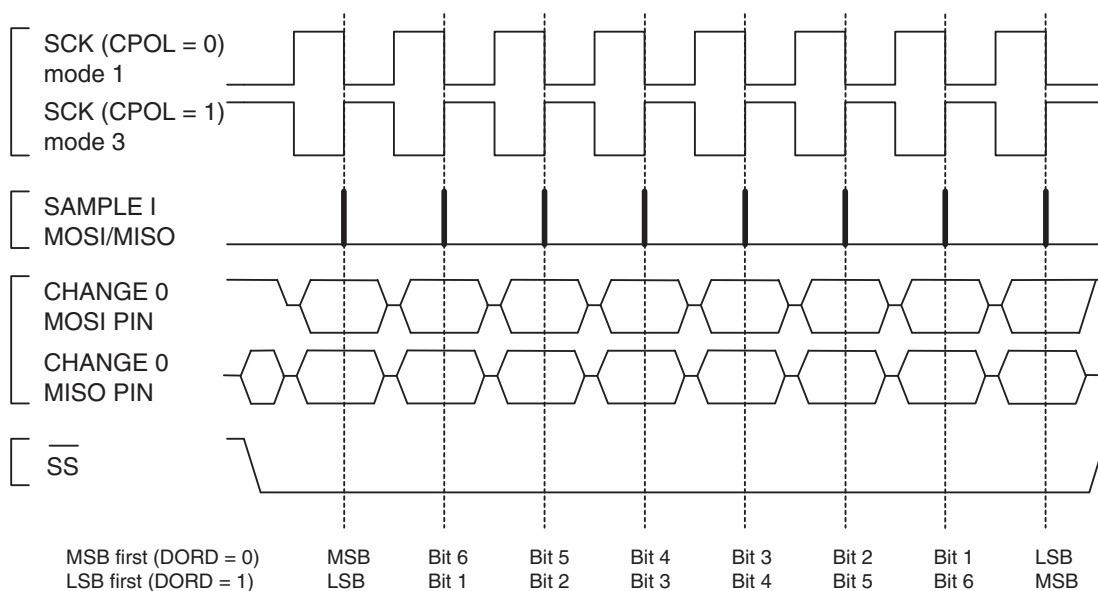 SCK (CPOL = 0)
mode 1
SCK (CPOL = 1)
mode 3
SAMPLE I
MOSI/MISO
CHANGE 0
MOSI PIN
CHANGE 0
MISO PIN
SS
MSB first (DORD = 0) MSB Bit 6 Bit 5 Bit 4 Bit 3 Bit 2 Bit 1 LSB
LSB first (DORD = 1) LSB Bit 1 Bit 2 Bit 3 Bit 4 Bit 5 Bit 6 MSB